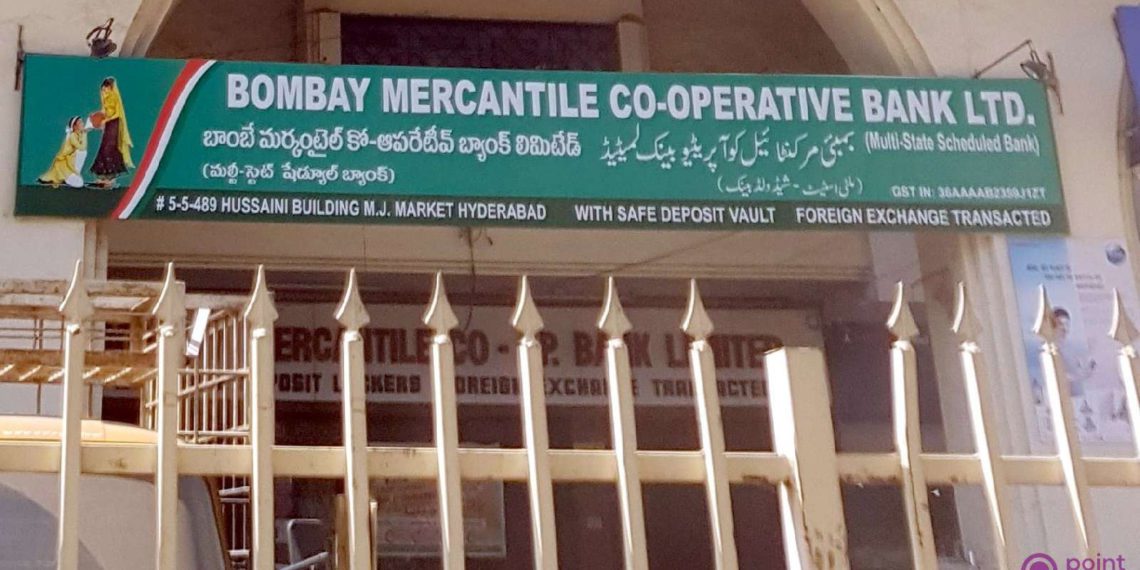 BOMBAY MERCANTILE CO-OPERATIVE BANK LTD.
బాంబే మర్కంటైల్ కో-ఆపరేటీవ్ బ్యాంక్ లిమిటేడ్ بمبئی مرکنٹائیل کوآپریٹیو بینک لمیٹیڈ (Multi-State Scheduled Bank)
(మల్టీ-స్టెట్ షేడ్యూల్ బ్యాంక్) (ملٹی اسٹیٹ - شیڈولڈ بینک) GST IN: 36AAAAB2359J1ZT
# 5-5-489 HUSSAINI BUILDING M.J. MARKET HYDERABAD WITH SAFE DEPOSIT VAULT FOREIGN EXCHANGE TRANSACTED
MERCANTILE CO - OP. BANK LIMITED
FOREIGN EXCHANGE TRANSACTED
point